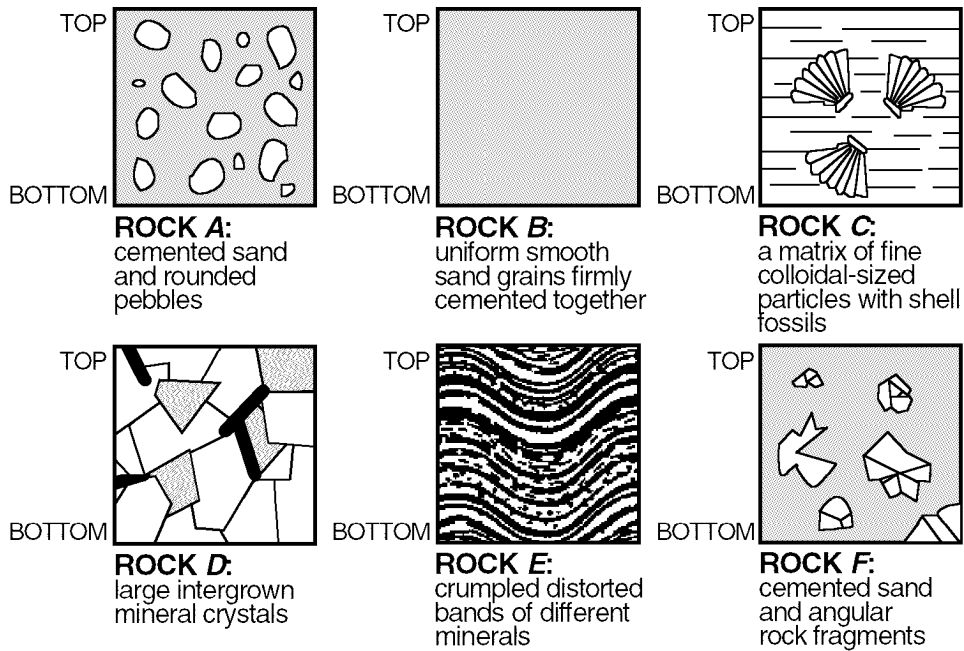 TOP
BOTTOM
ROCK A:
cemented sand
and rounded
pebbles
TOP
BOTTOM
ROCK B:
uniform smooth
sand grains firmly
cemented together
TOP
BOTTOM
ROCK C:
a matrix of fine
colloidal-sized
particles with shell
fossils
TOP
BOTTOM
ROCK D:
large intergrown
mineral crystals
TOP
BOTTOM
ROCK E:
crumpled distorted
bands of different
minerals
TOP
BOTTOM
ROCK F:
cemented sand
and angular
rock fragments